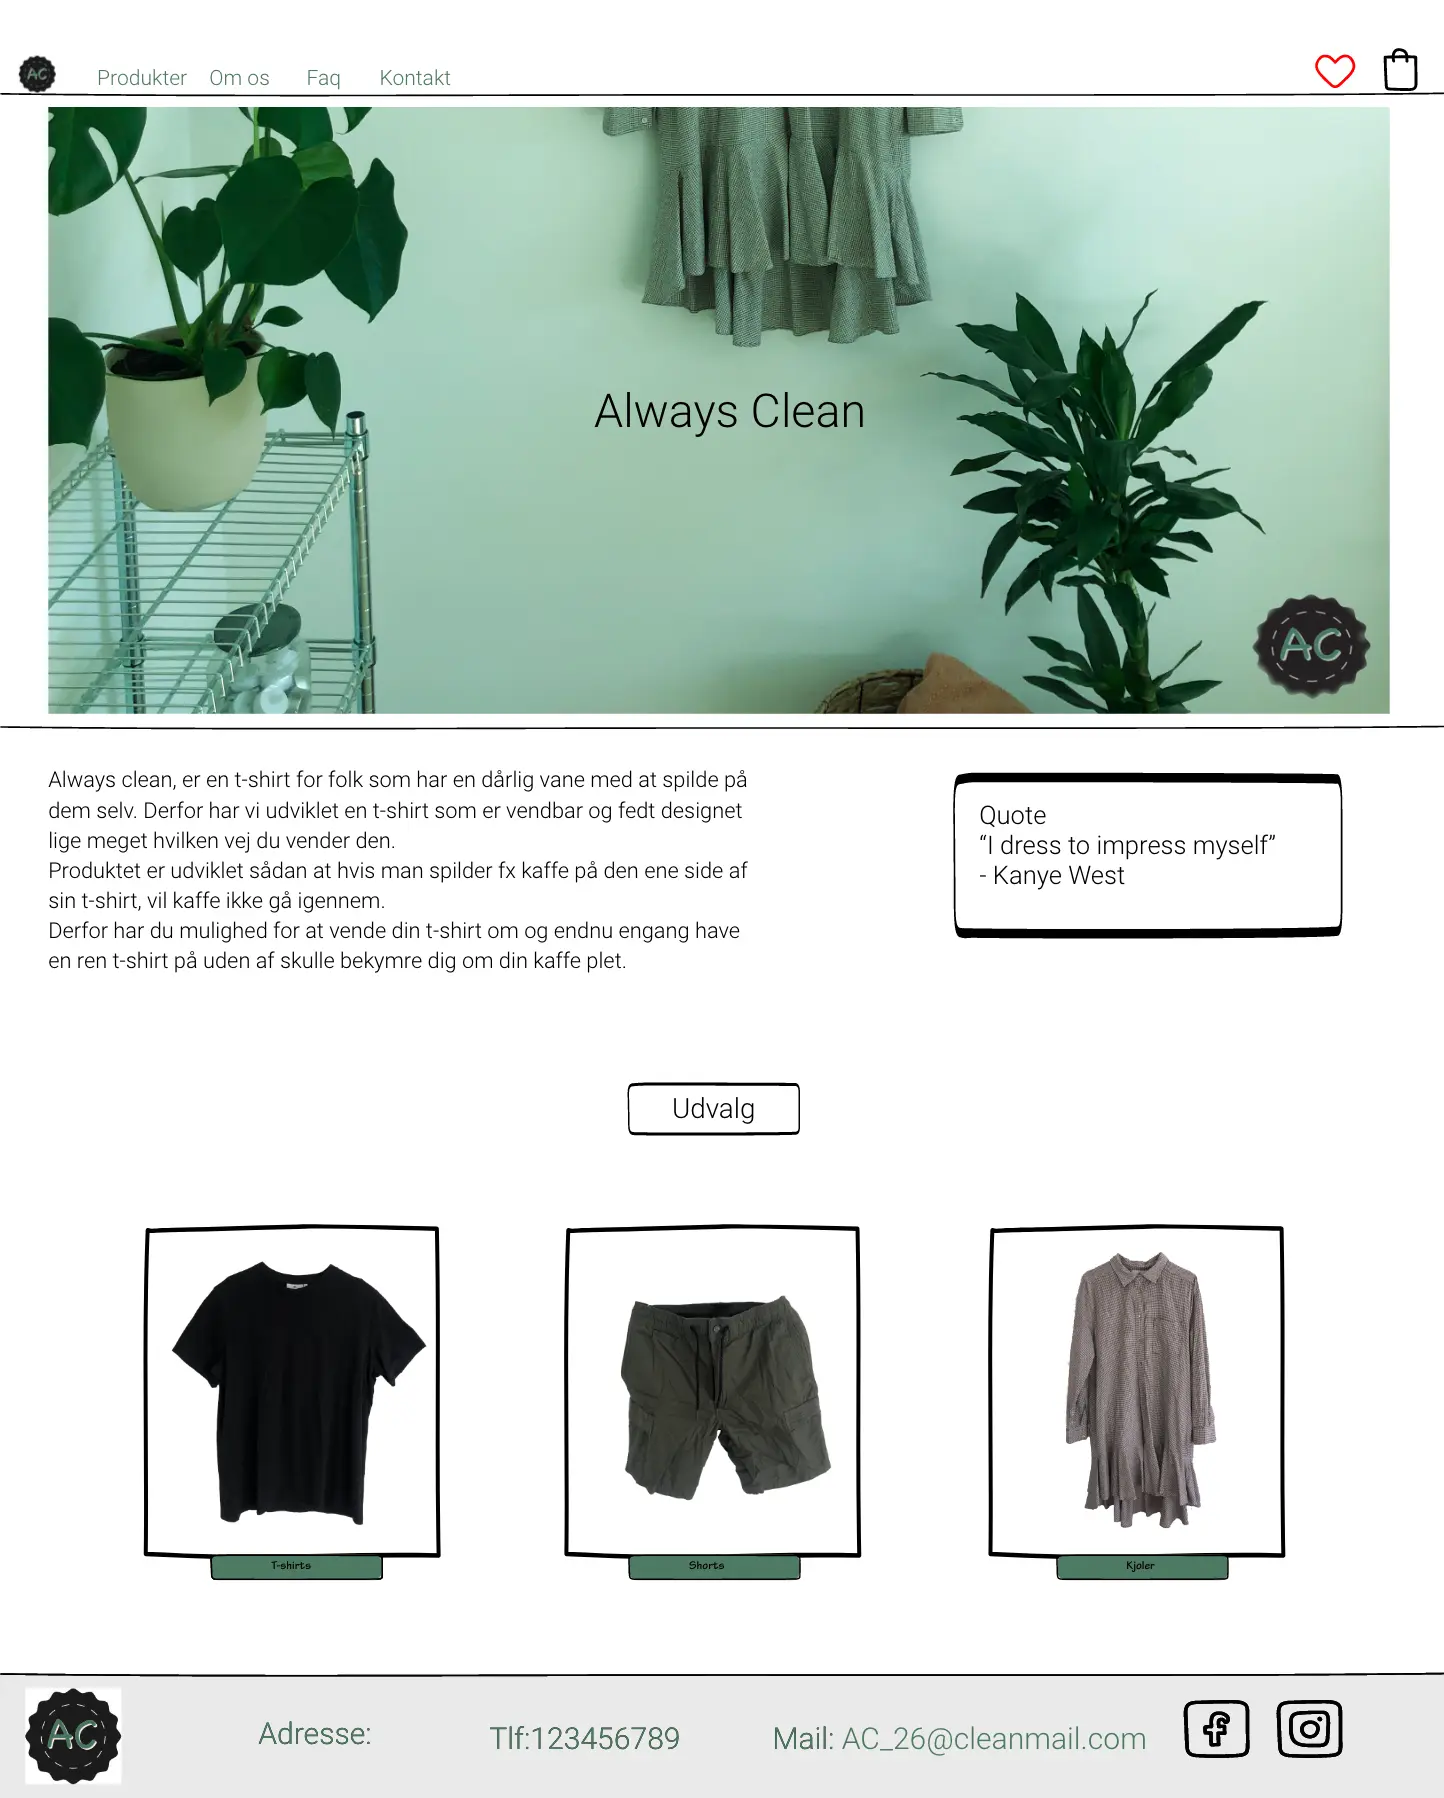 AC
Produkter Om os Faq Kontakt
Always Clean
AC
Always clean, er en t-shirt for folk som har en dårlig vane med at spilde på
dem selv. Derfor har vi udviklet en t-shirt som er vendbar og fedt designet
lige meget hvilken vej du vender den.
Produktet er udviklet sådan at hvis man spilder fx kaffe på den ene side af
sin t-shirt, vil kaffe ikke gå igennem.
Derfor har du mulighed for at vende din t-shirt om og endnu engang have
en ren t-shirt på uden af skulle bekymre dig om din kaffe plet.
Quote
“I dress to impress myself”
- Kanye West
Udvalg
T-shirts
Shorts
Kjoler
AC
Adresse:
Tlf:123456789
Mail: AC_26@cleanmail.com